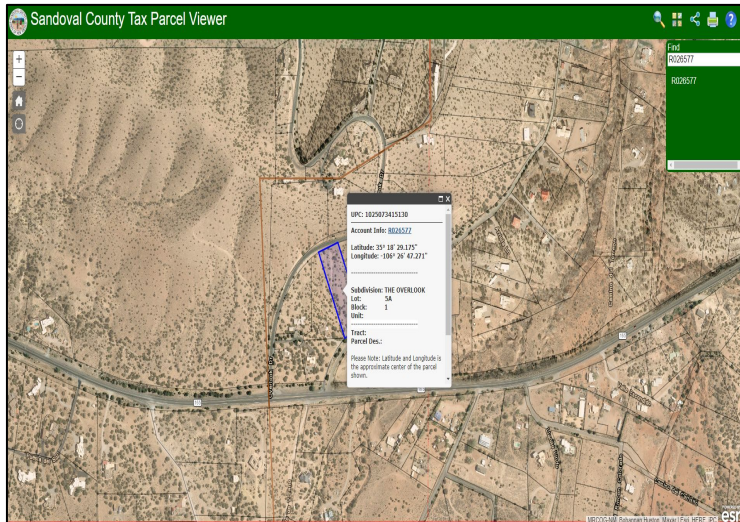 Sandoval County Tax Parcel Viewer
Find
R026577
R026577
UPC: 1025073415130
Account Info: R026577
Latitude: 35° 18' 29.175"
Longitude: -106° 26' 47.271"
------------------------------
Subdivision: THE OVERLOOK
Lot: 5A
Block: 1
Unit:
------------------------------
Tract:
Parcel Des.:
Please Note: Latitude and Longitude is
the approximate center of the parcel
shown.
Overlook Dr
esri